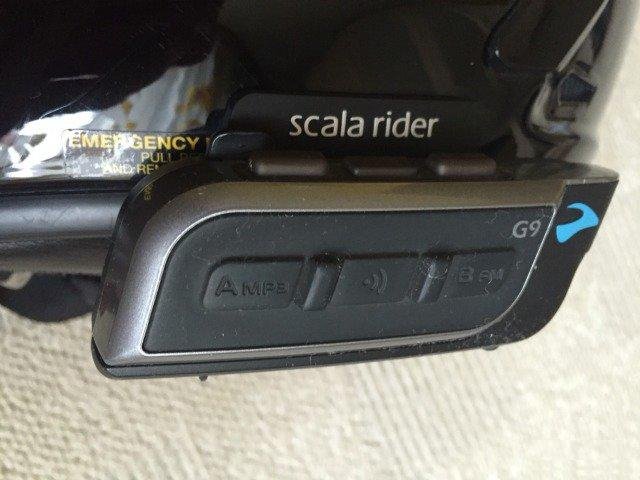 scala rider
EMERGENCY
PULL
AND
G9
A MP3
B FM